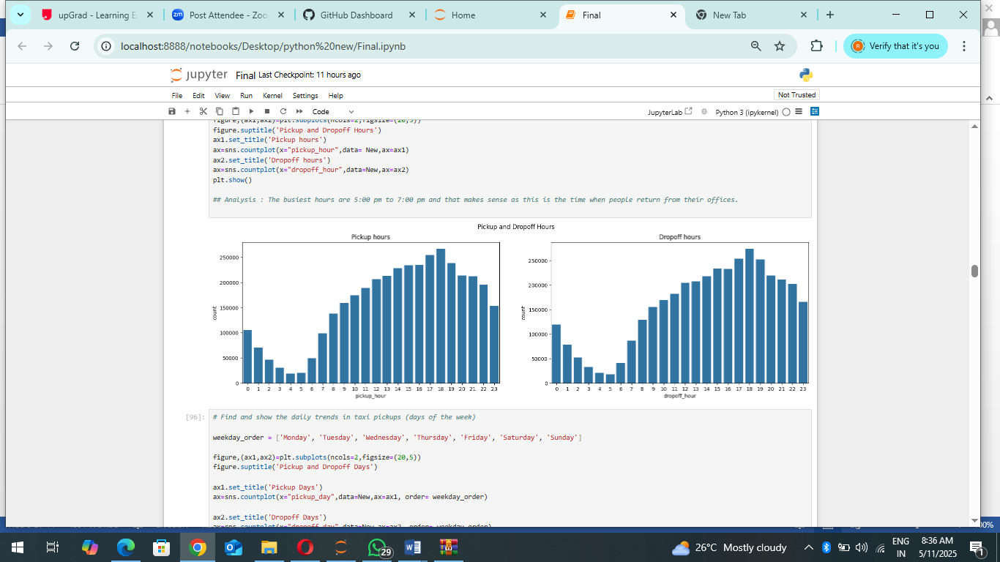 upGrad - Learning E
Post Attendee - Zoo
GitHub Dashboard
Home
Final
New Tab
localhost:8888/notebooks/Desktop/python%20new/Final.ipynb
Verify that it's you
jupyter Final Last Checkpoint: 11 hours ago
File Edit View Run Kernel Settings Help
Not Trusted
Code
JupyterLab
Python 3 (ipykernel)
figure,(ax1,ax2)=plt.subplots(ncols=2,figsize=(20,5))
figure.suptitle('Pickup and Dropoff Hours')
ax1.set_title('Pickup hours')
ax=sns.countplot(x="pickup_hour",data= New,ax=ax1)
ax2.set_title('Dropoff hours')
ax=sns.countplot(x="dropoff_hour",data=New,ax=ax2)
plt.show()
## Analysis : The busiest hours are 5:00 pm to 7:00 pm and that makes sense as this is the time when people return from their offices.
Pickup and Dropoff Hours
Pickup hours
250000
200000
150000
100000
50000
0
count
0 1 2 3 4 5 6 7 8 9 10 11 12 13 14 15 16 17 18 19 20 21 22 23
pickup_hour
Dropoff hours
250000
200000
150000
100000
50000
0
count
0 1 2 3 4 5 6 7 8 9 10 11 12 13 14 15 16 17 18 19 20 21 22 23
dropoff_hour
[96]:
# Find and show the daily trends in taxi pickups (days of the week)
weekday_order = ['Monday', 'Tuesday', 'Wednesday', 'Thursday', 'Friday', 'Saturday', 'Sunday']
figure,(ax1,ax2)=plt.subplots(ncols=2,figsize=(20,5))
figure.suptitle('Pickup and Dropoff Days')
ax1.set_title('Pickup Days')
ax=sns.countplot(x="pickup_day",data=New,ax=ax1, order= weekday_order)
ax2.set_title('Dropoff Days')
ax=sns.countplot(x="dropoff_day",data=New,ax=ax2, order= weekday_order)
29
26°C Mostly cloudy
ENG
IN
8:36 AM
5/11/2025
1